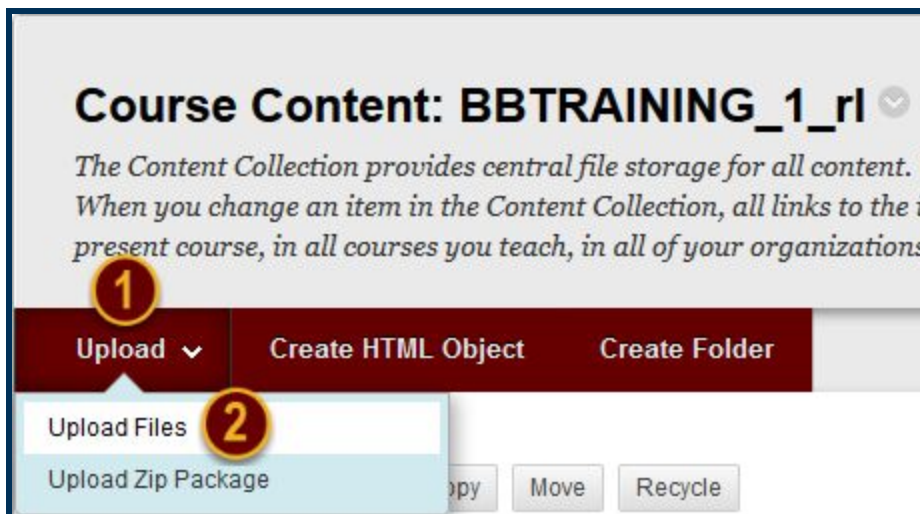 Course Content: BBTRAINING_1_rl
The Content Collection provides central file storage for all content.
When you change an item in the Content Collection, all links to the
present course, in all courses you teach, in all of your organizations
1
Upload Create HTML Object Create Folder
Upload Files 2
Upload Zip Package
Move Recycle